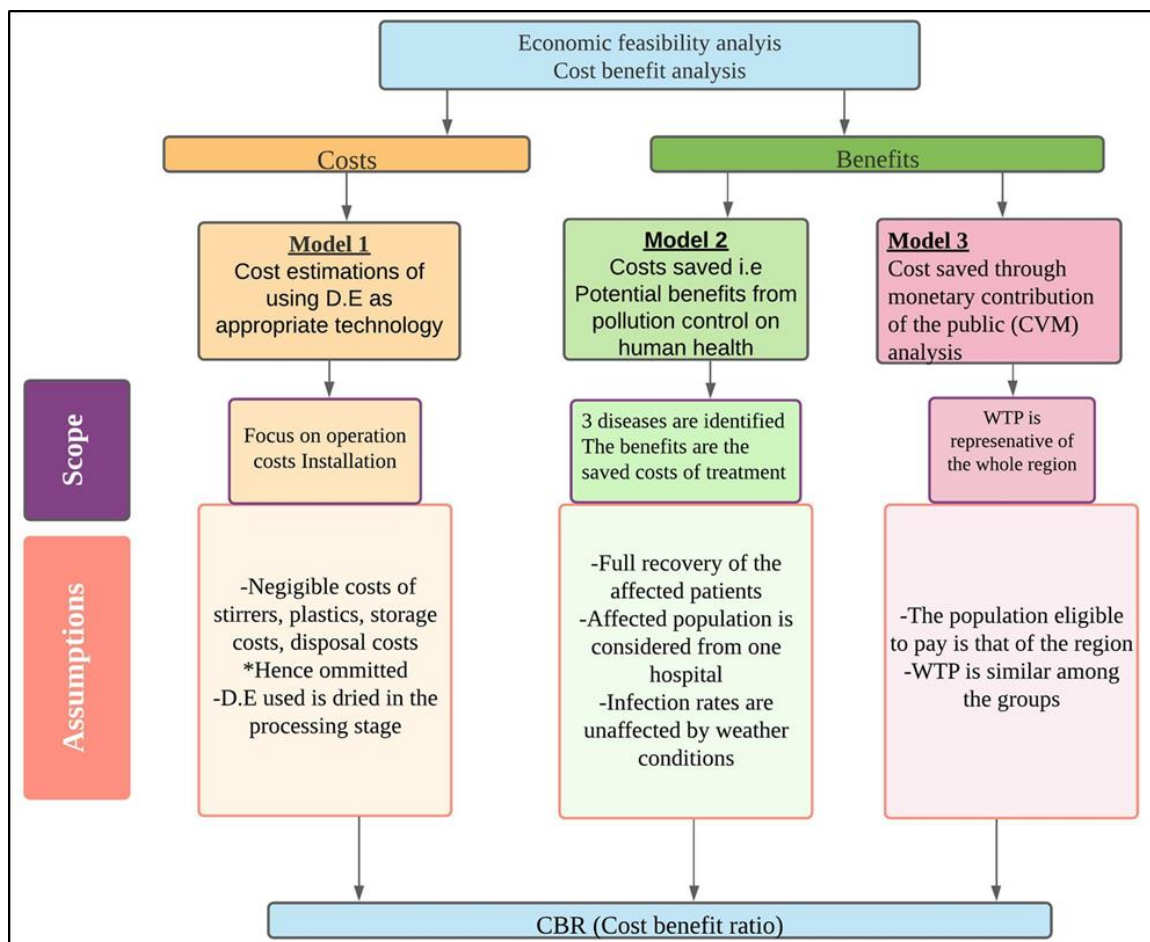 Economic feasibility analyis
Cost benefit analysis
Costs
Benefits
Model 1
Cost estimations of
using D.E as
appropriate technology
Model 2
Costs saved i.e
Potential benefits from
pollution control on
human health
Model 3
Cost saved through
monetary contribution
of the public (CVM)
analysis
Scope
Focus on operation
costs Installation
3 diseases are identified
The benefits are the
saved costs of treatment
WTP is
represenative of
the whole region
Assumptions
-Negigible costs of
stirrers, plastics, storage
costs, disposal costs
*Hence ommitted
-D.E used is dried in the
processing stage
-Full recovery of the
affected patients
-Affected population is
considered from one
hospital
-Infection rates are
unaffected by weather
conditions
-The population eligible
to pay is that of the region
-WTP is similar among
the groups
CBR (Cost benefit ratio)